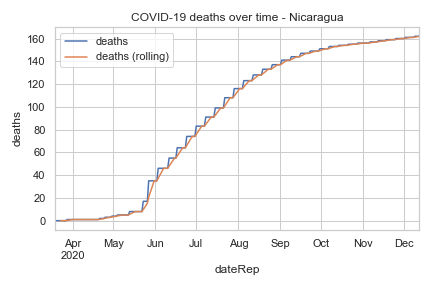 COVID-19 deaths over time - Nicaragua
deaths
deaths (rolling)
160
140
120
100
80
60
40
20
0
deaths
Apr May Jun Jul Aug Sep Oct Nov Dec
2020
dateRep